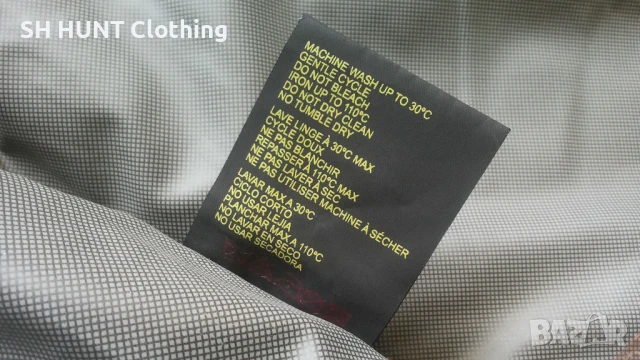 SH HUNT Clothing
MACHINE WASH UP TO 30°C
GENTLE CYCLE
DO NOT BLEACH
IRON UP TO 110°C
DO NOT DRY CLEAN
NO TUMBLE DRY
LAVE LINGE À 30°C MAX
CYCLE DOUX
NE PAS BLANCHIR
REPASSER À 110°C MAX
NE PAS LAVER À SEC
NE PAS UTILISER MACHINE À SÉCHER
LAVAR MAX A 30°C
CICLO CORTO
NO USAR LEJIA
PLANCHAR MAX A 110°C
NO LAVAR EN SECO
NO USAR SECADORA
BAZAR